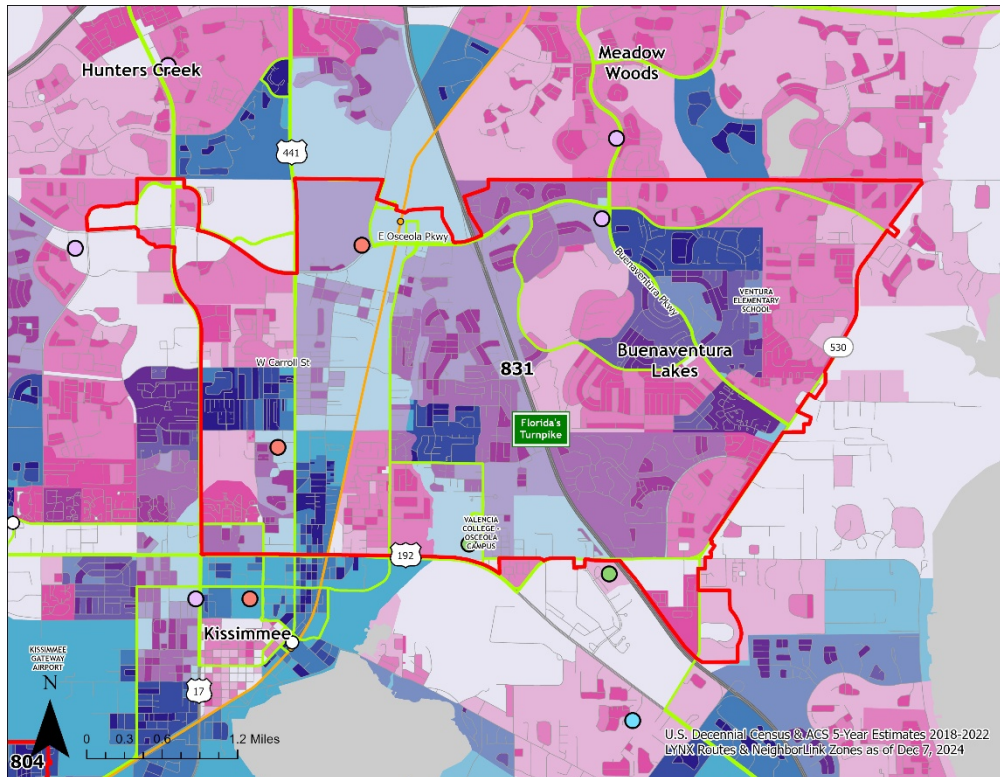 Hunters Creek
Meadow
Woods
441
E Osceola Pkwy
Buenaventura Pkwy
VENTURA
ELEMENTARY
SCHOOL
530
Buenaventura
Lakes
W Carroll St
831
Florida's
Turnpike
VALENCIA
COLLEGE -
OSCEOLA
CAMPUS
192
Kissimmee
KISSIMMEE
GATEWAY
AIRPORT
N
17
0 0.3 0.6 1.2 Miles
804
U.S. Decennial Census & ACS 5-Year Estimates 2018-2022
LYNX Routes & NeighborLink Zones as of Dec 7, 2024